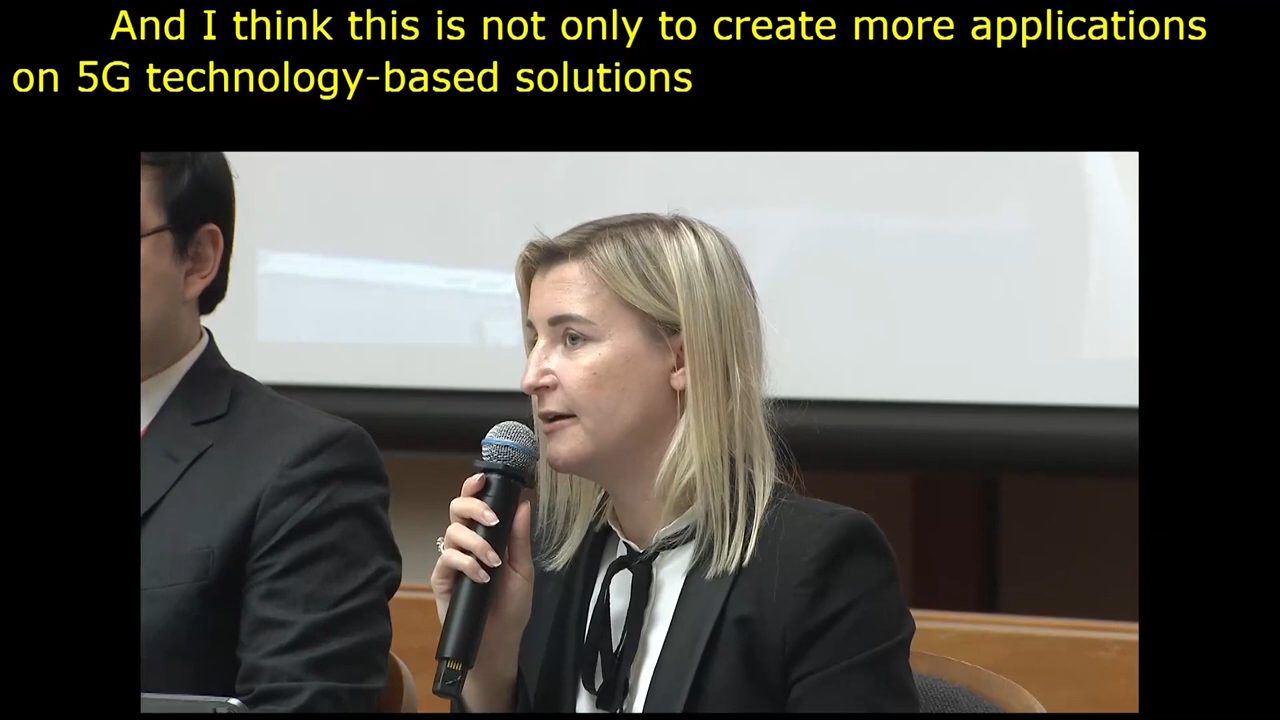 And I think this is not only to create more applications
on 5G technology-based solutions